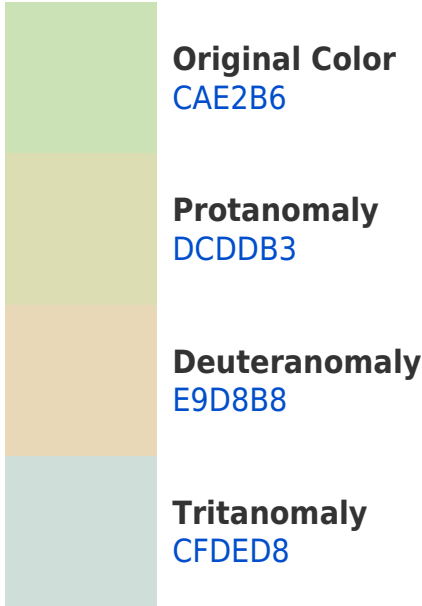 Original Color
CAE2B6
Protanomaly
DCDDB3
Deuteranomaly
E9D8B8
Tritanomaly
CFDED8